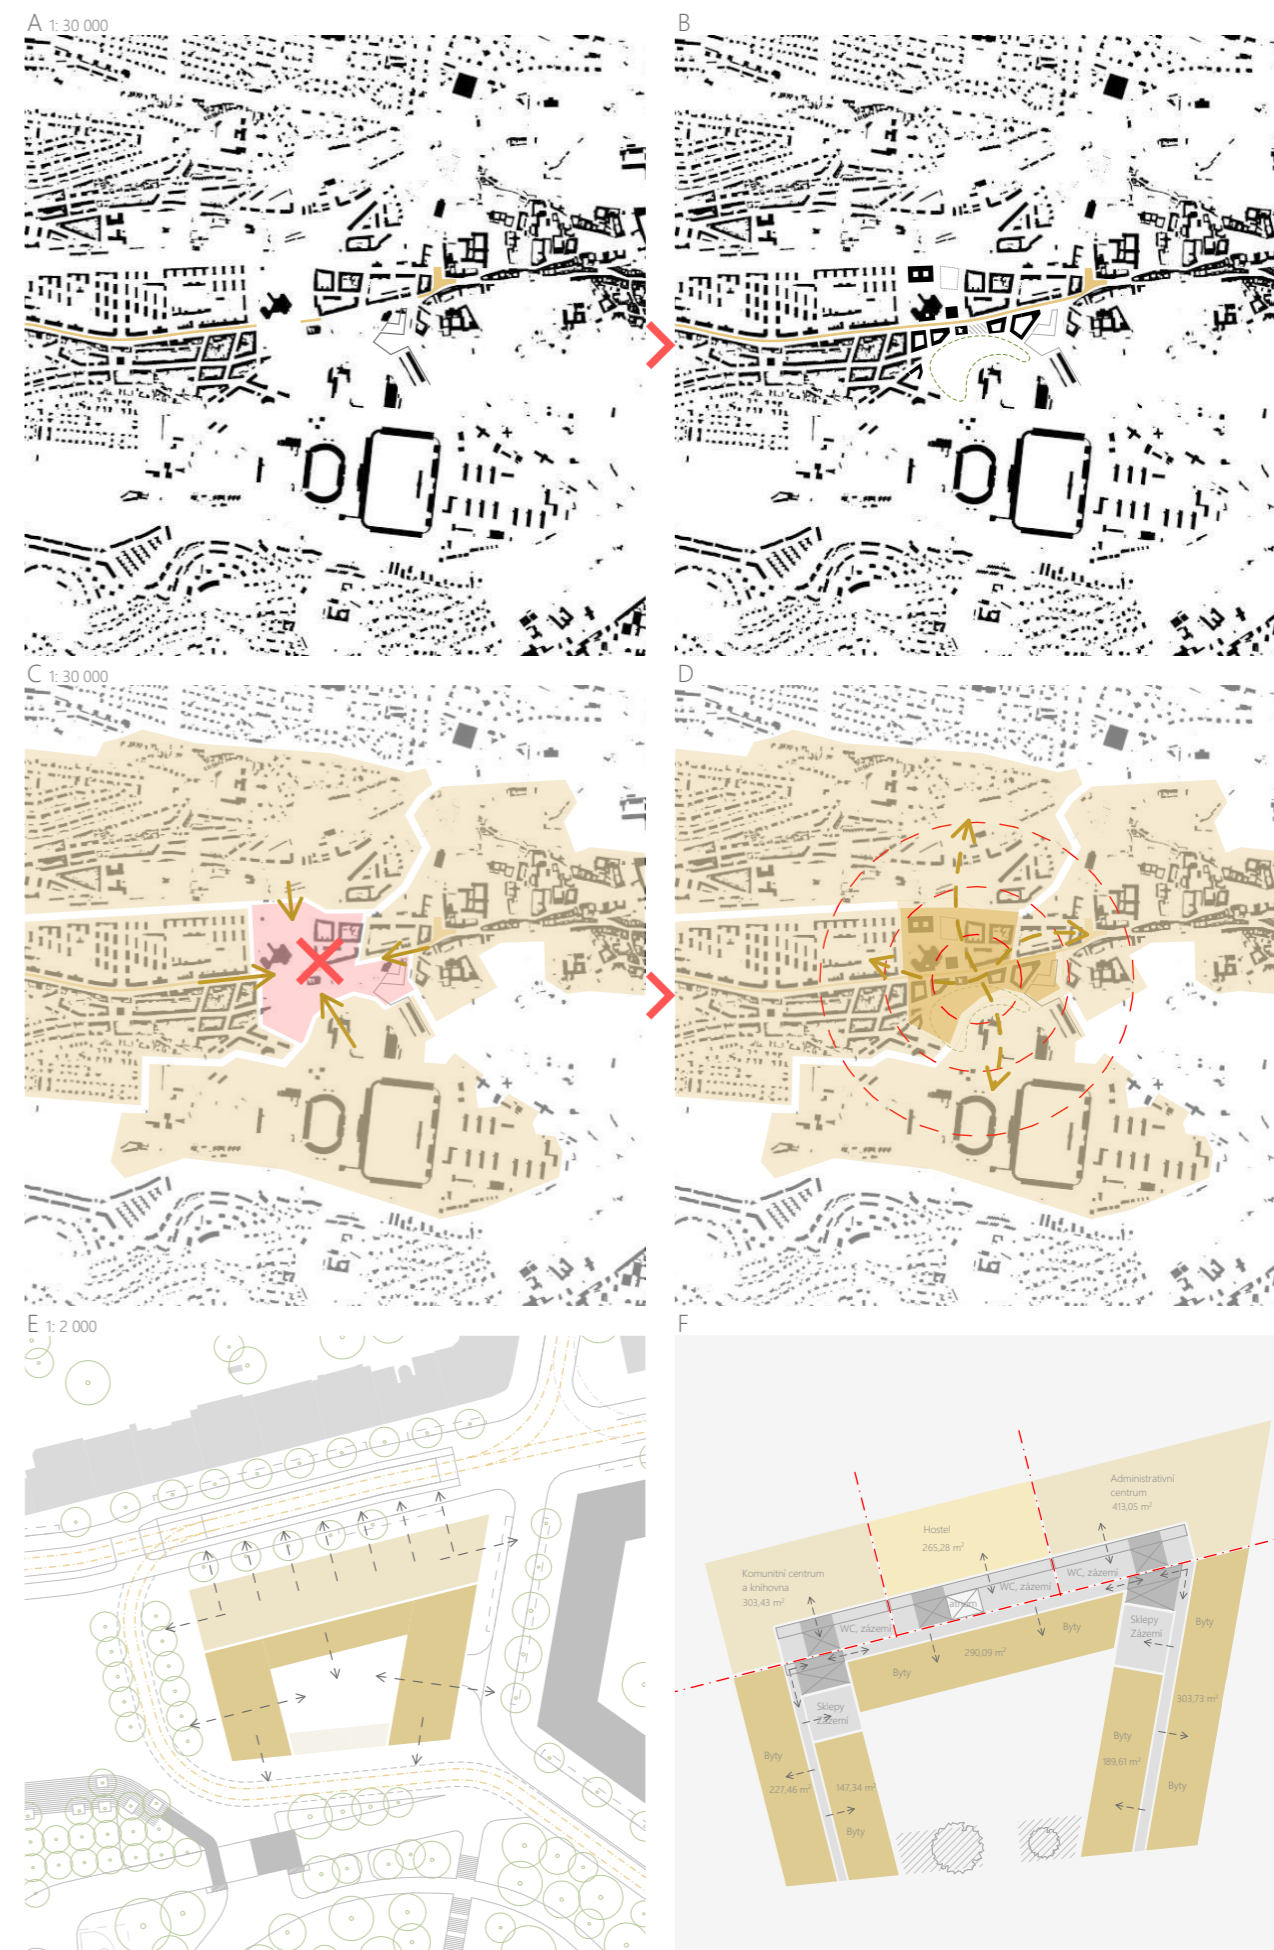 A 1: 30 000
B
C 1: 30 000
D
E 1: 2 000
F
Administrativní
centrum
413,05 m²
Hostel
265,28 m²
Komunitní centrum
a knihovna
303,43 m²
WC, zázemí
WC, zázemí
atrium
WC, zázemí
Sklepy
Zázemí
Byty
Byty
290,09 m²
Byty
Sklepy
Zázemí
303,73 m²
Byty
189,61 m²
Byty
227,46 m²
147,34 m²
Byty
Byty